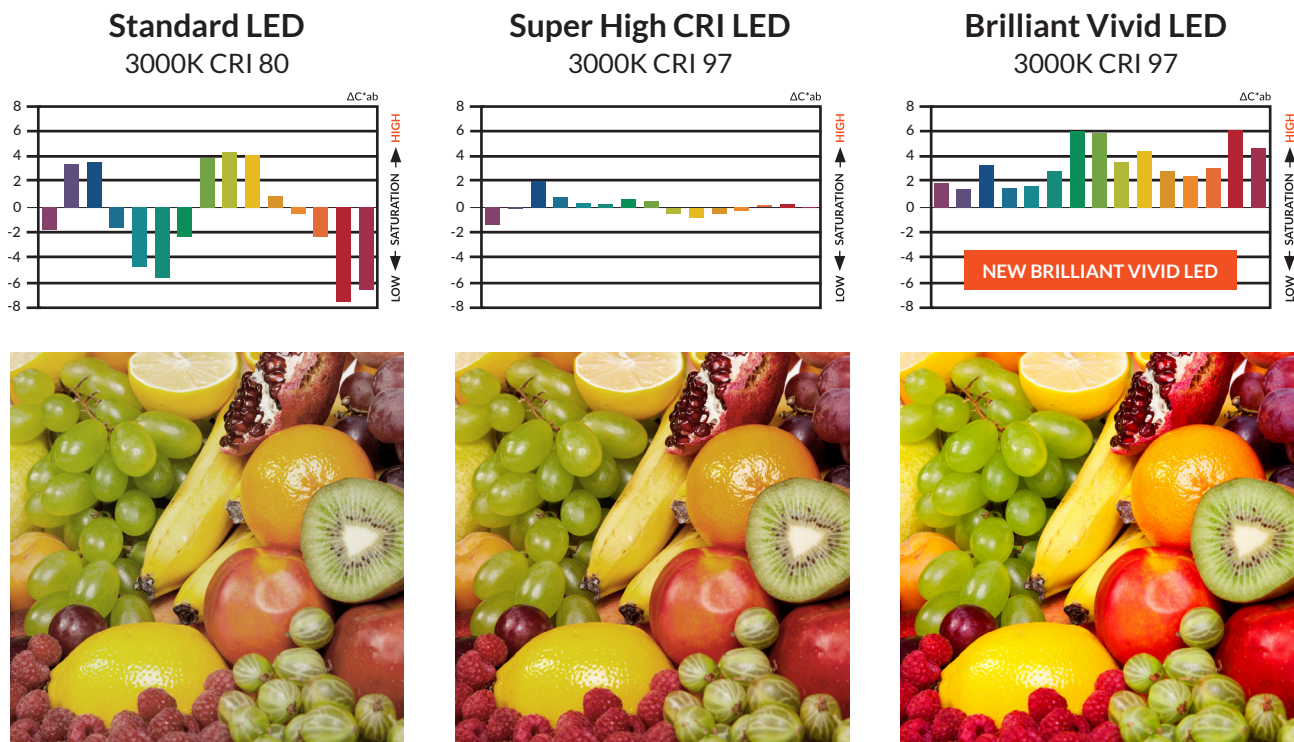 Standard LED
3000K CRI 80
ΔC*ab
8
6
4
2
0
-2
-4
-6
-8
LOW SATURATION HIGH
Super High CRI LED
3000K CRI 97
ΔC*ab
8
6
4
2
0
-2
-4
-6
-8
LOW SATURATION HIGH
Brilliant Vivid LED
3000K CRI 97
ΔC*ab
8
6
4
2
0
-2
-4
-6
-8
LOW SATURATION HIGH
NEW BRILLIANT VIVID LED